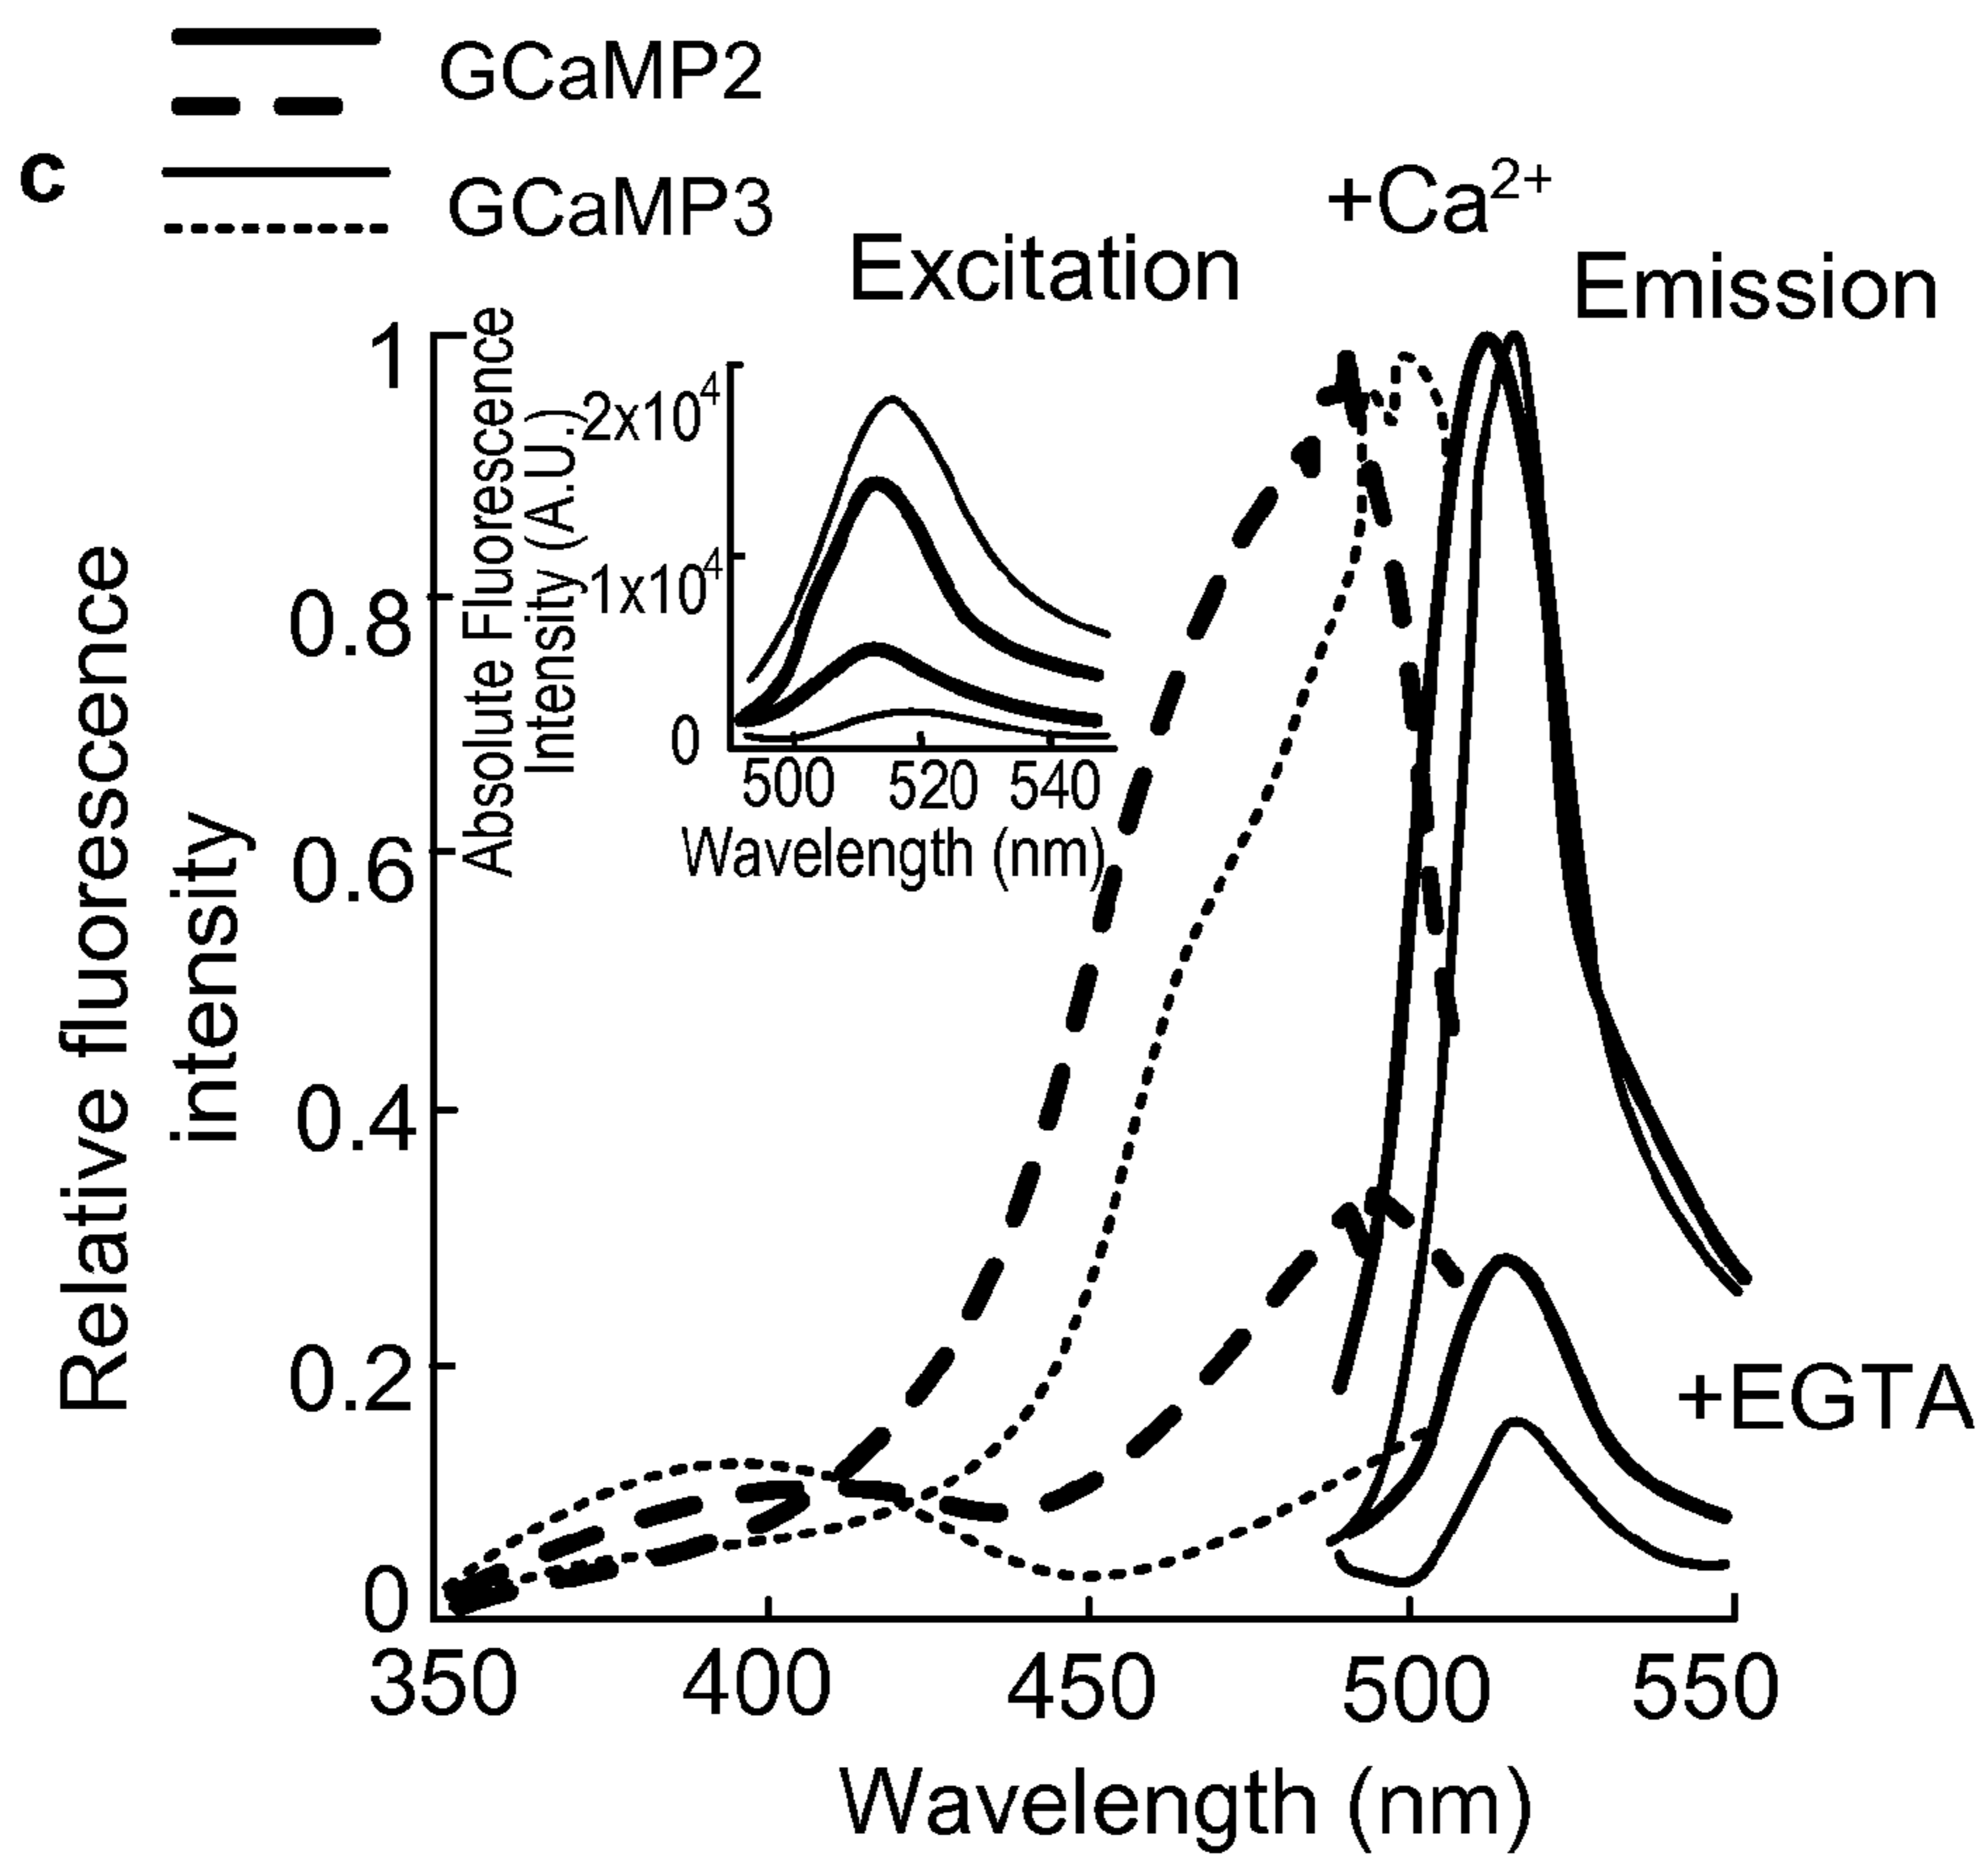 GCaMP2
c
GCaMP3
+Ca²⁺
Excitation
Emission
Relative fluorescence
intensity
1
0.8
0.6
0.4
0.2
0
350 400 450 500 550
Wavelength (nm)
Absolute Fluorescence
Intensity (A.U.)
2x10⁴
1x10⁴
0
500 520 540
Wavelength (nm)
+EGTA